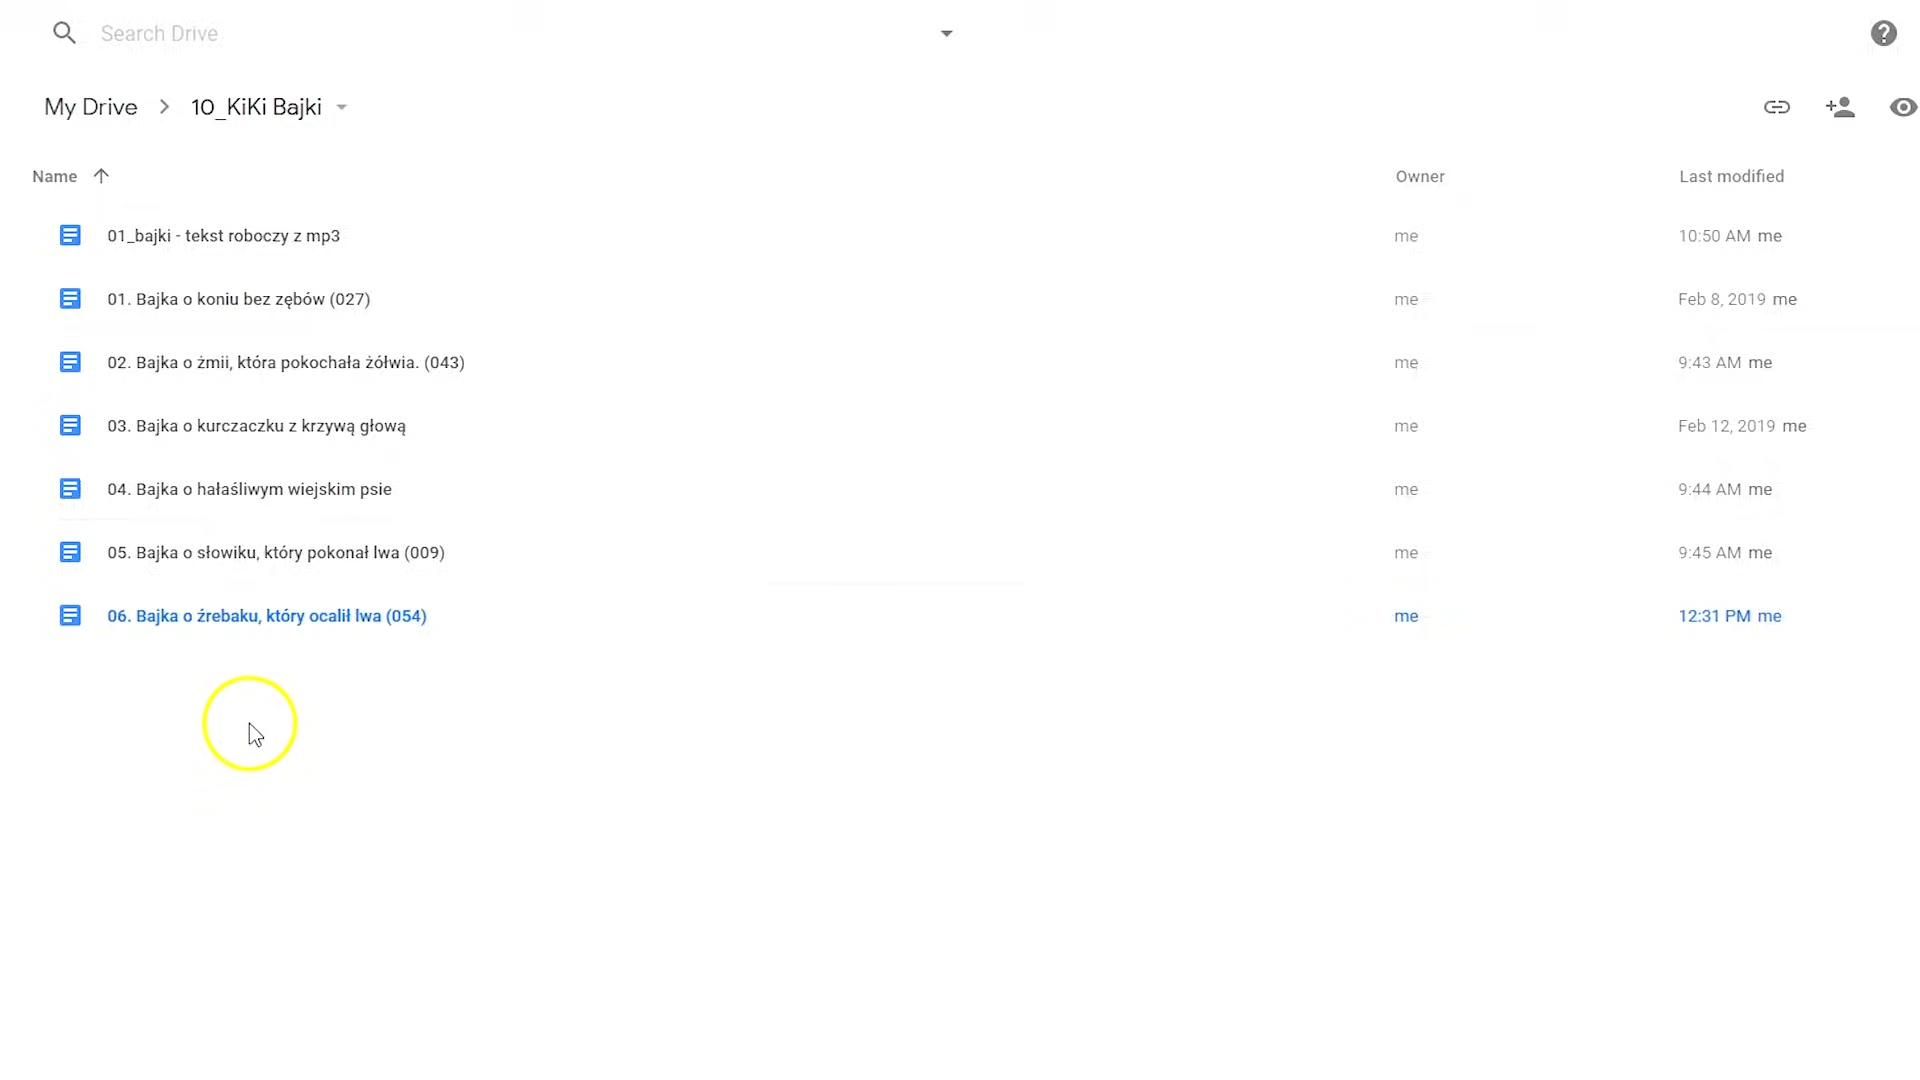 Search Drive
My Drive > 10_KiKi Bajki
Name Owner Last modified
01_bajki - tekst roboczy z mp3 me 10:50 AM me
01. Bajka o koniu bez zębów (027) me Feb 8, 2019 me
02. Bajka o żmii, która pokochała żółwia. (043) me 9:43 AM me
03. Bajka o kurczaczku z krzywą głową me Feb 12, 2019 me
04. Bajka o hałaśliwym wiejskim psie me 9:44 AM me
05. Bajka o słowiku, który pokonał lwa (009) me 9:45 AM me
06. Bajka o źrebaku, który ocalił lwa (054) me 12:31 PM me